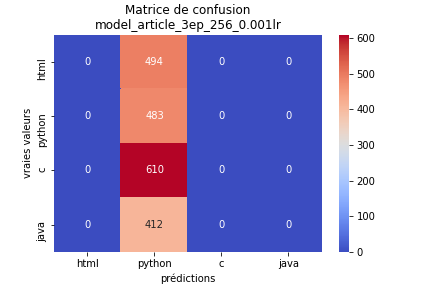 Matrice de confusion
model_article_3ep_256_0.001lr
vraies valeurs
html 0 494 0 0
python 0 483 0 0
c 0 610 0 0
java 0 412 0 0
html python c java
prédictions
600
500
400
300
200
100
0